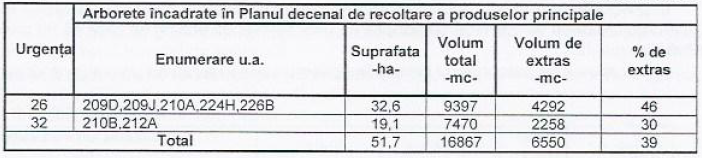 Arborete încadrate în Planul decenal de recoltare a produselor principale
Urgența Enumerare u.a. Suprafata -ha- Volum total -mc- Volum de extras -mc- % de extras
26 209D,209J,210A,224H,226B 32,6 9397 4292 46
32 210B,212A 19,1 7470 2258 30
Total 51,7 16867 6550 39